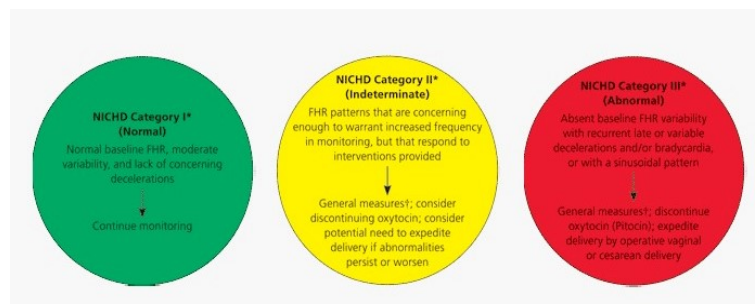 NICHD Category I*
(Normal)
Normal baseline FHR, moderate
variability, and lack of concerning
decelerations
Continue monitoring
NICHD Category II*
(Indeterminate)
FHR patterns that are concerning
enough to warrant increased frequency
in monitoring, but that respond to
interventions provided
General measures†; consider
discontinuing oxytocin; consider
potential need to expedite
delivery if abnormalities
persist or worsen
NICHD Category III*
(Abnormal)
Absent baseline FHR variability
with recurrent late or variable
decelerations and/or bradycardia,
or with a sinusoidal pattern
General measures†; discontinue
oxytocin (Pitocin); expedite
delivery by operative vaginal
or cesarean delivery